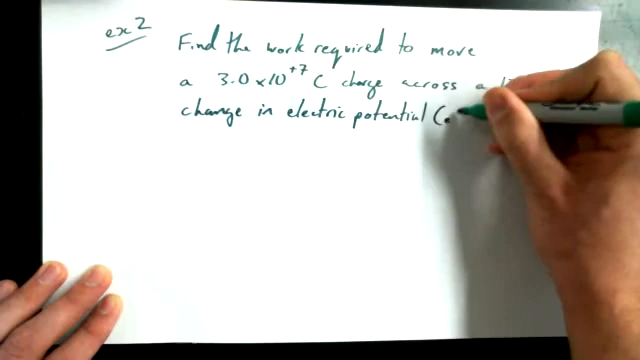 ex 2
Find the work required to move
a 3.0 x 10⁺⁷ C charge across a
change in electric potential (e